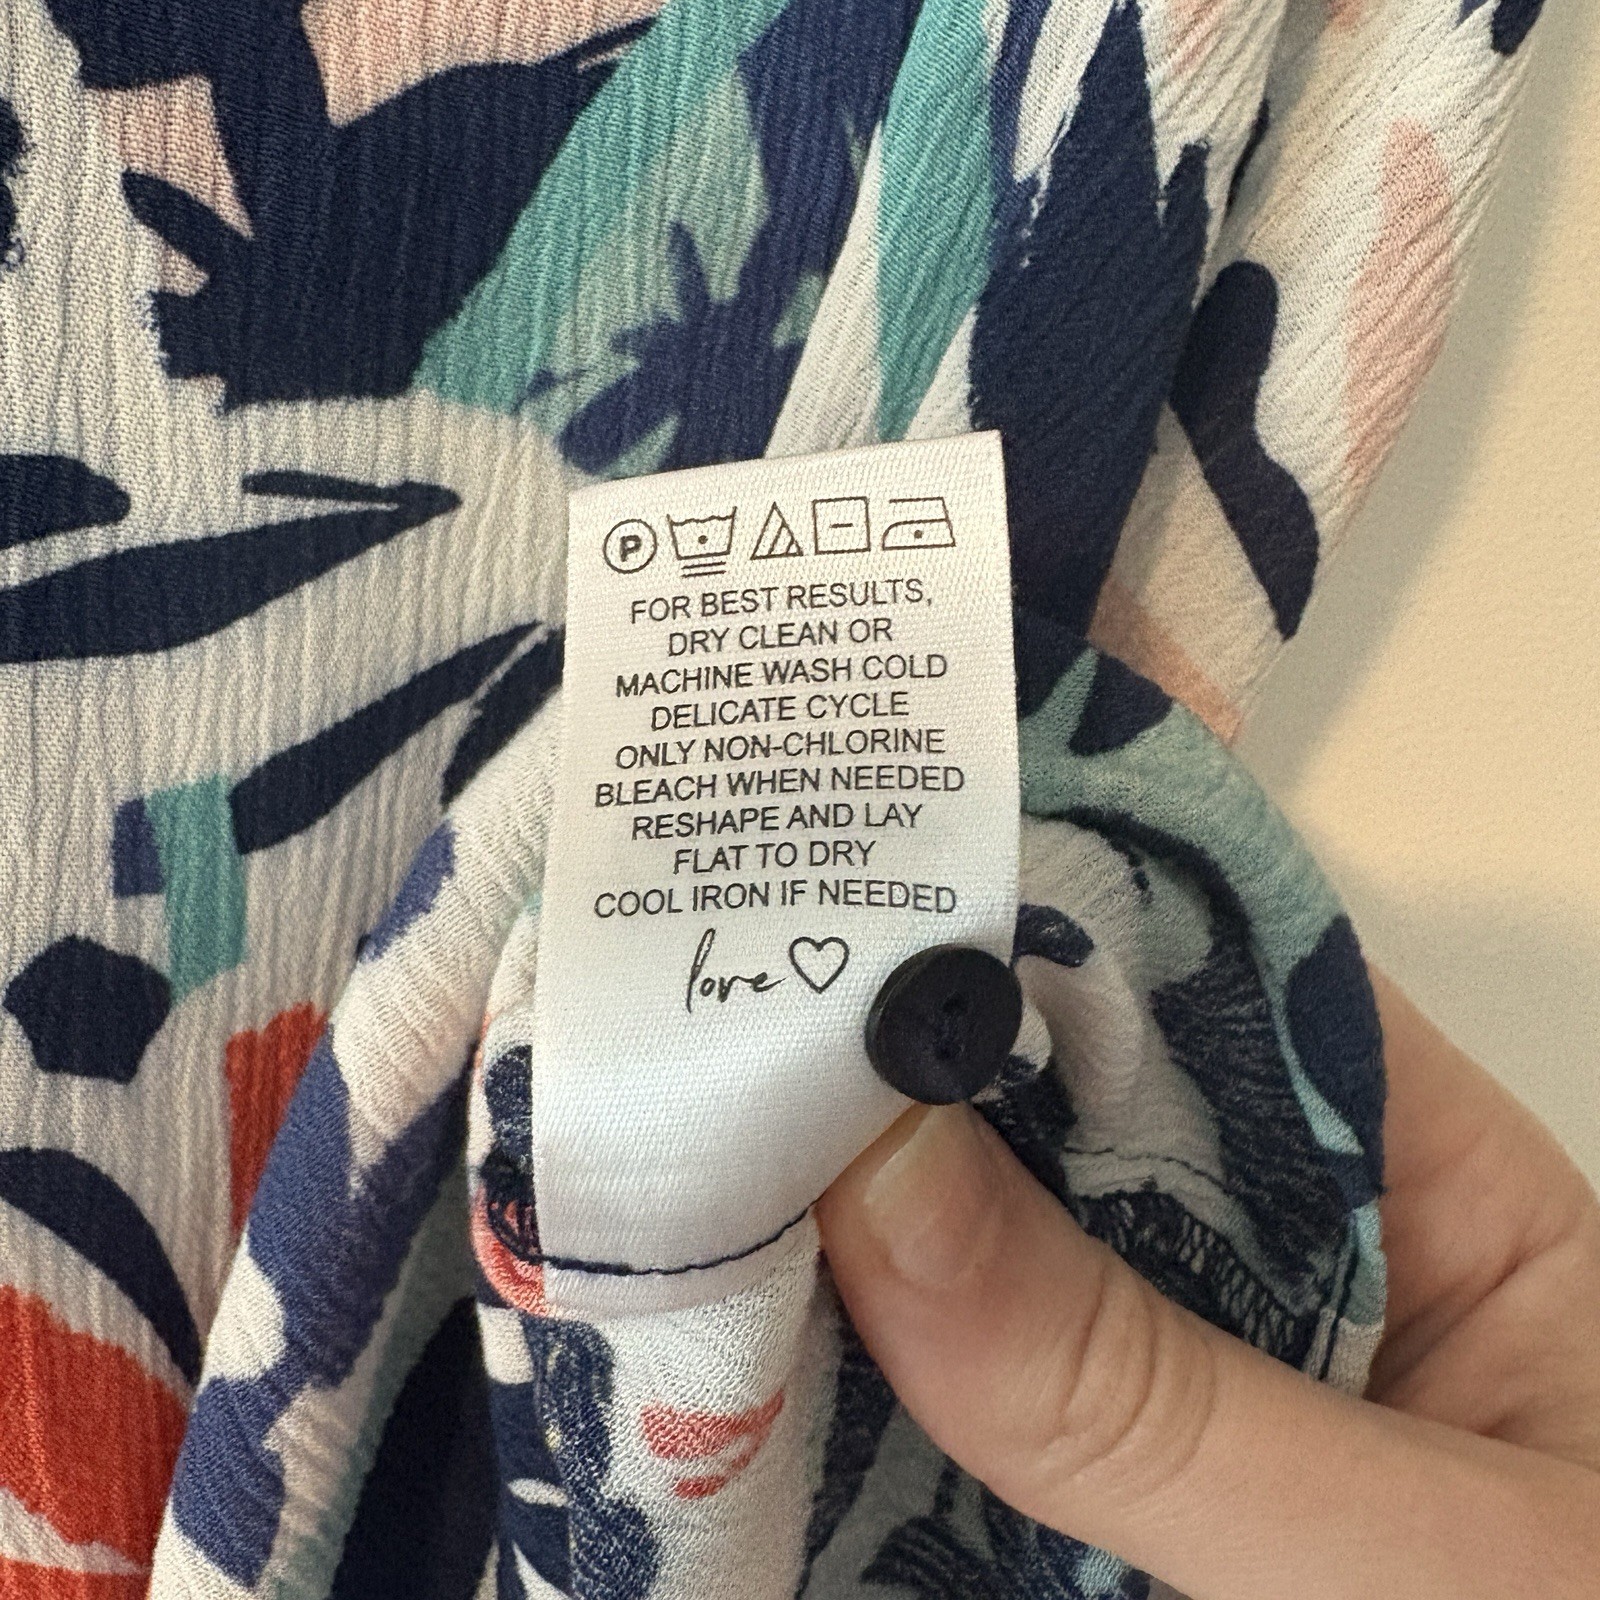 P
FOR BEST RESULTS,
DRY CLEAN OR
MACHINE WASH COLD
DELICATE CYCLE
ONLY NON-CHLORINE
BLEACH WHEN NEEDED
RESHAPE AND LAY
FLAT TO DRY
COOL IRON IF NEEDED
love